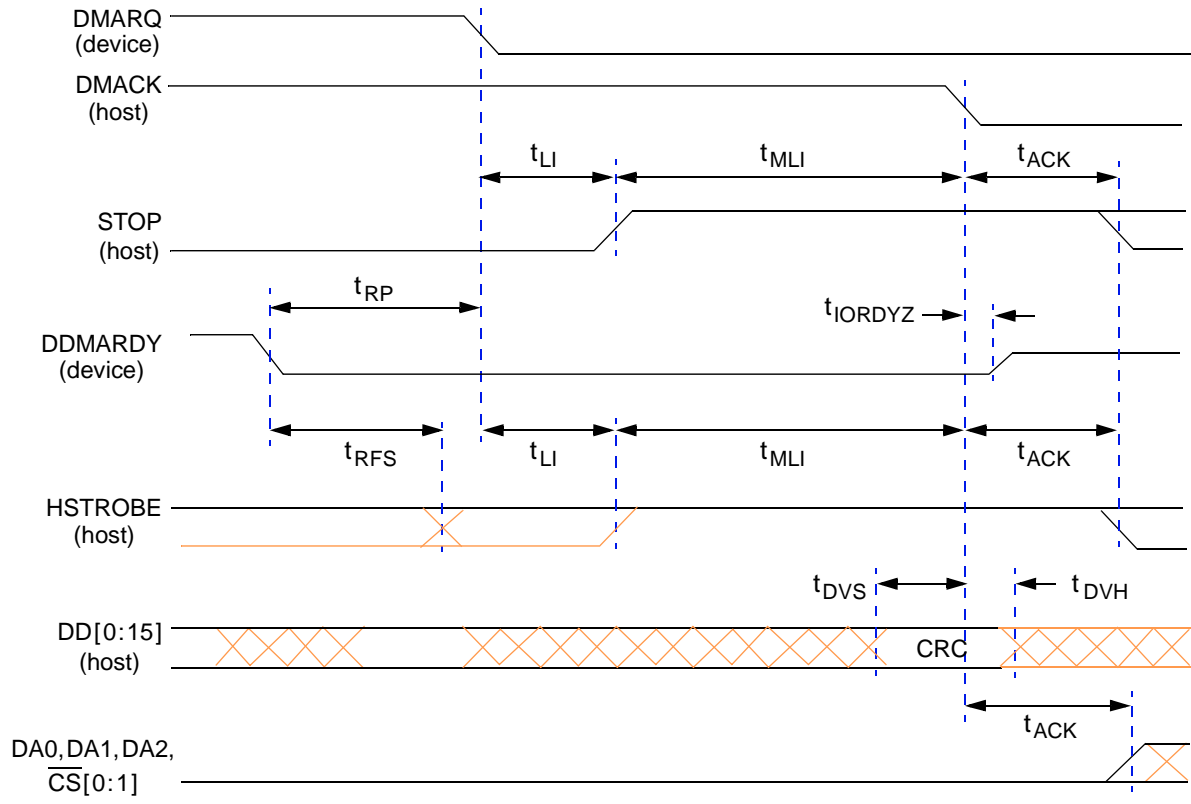 DMARQ
(device)
DMACK
(host)
tLI
tMLI
tACK
STOP
(host)
tRP
tIORDYZ
DDMARDY
(device)
tRFS
tLI
tMLI
tACK
HSTROBE
(host)
tDVS
tDVH
DD[0:15]
(host)
CRC
tACK
DA0,DA1,DA2,
CS[0:1]